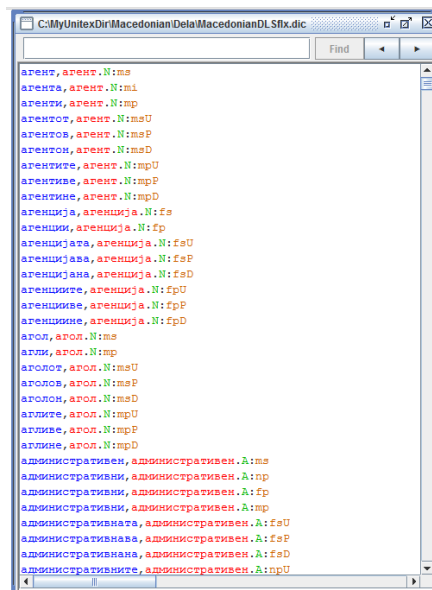 C:\MyUnitexDir\Macedonian\Dela\MacedonianDLSflx.dic
Find
агент,агент.N:ms
агента,агент.N:mi
агенти,агент.N:mp
агентот,агент.N:msU
агентов,агент.N:msP
агентон,агент.N:msD
агентите,агент.N:mpU
агентиве,агент.N:mpP
агентине,агент.N:mpD
агенција,агенција.N:fs
агенции,агенција.N:fp
агенцијата,агенција.N:fsU
агенцијава,агенција.N:fsP
агенцијана,агенција.N:fsD
агенциите,агенција.N:fpU
агенцииве,агенција.N:fpP
агенциине,агенција.N:fpD
агол,агол.N:ms
агли,агол.N:mp
аголот,агол.N:msU
аголов,агол.N:msP
аголон,агол.N:msD
аглите,агол.N:mpU
агливе,агол.N:mpP
аглине,агол.N:mpD
административен,административен.A:ms
административни,административен.A:np
административни,административен.A:fp
административни,административен.A:mp
административната,административен.A:fsU
административнава,административен.A:fsP
административнана,административен.A:fsD
административните,административен.A:npU